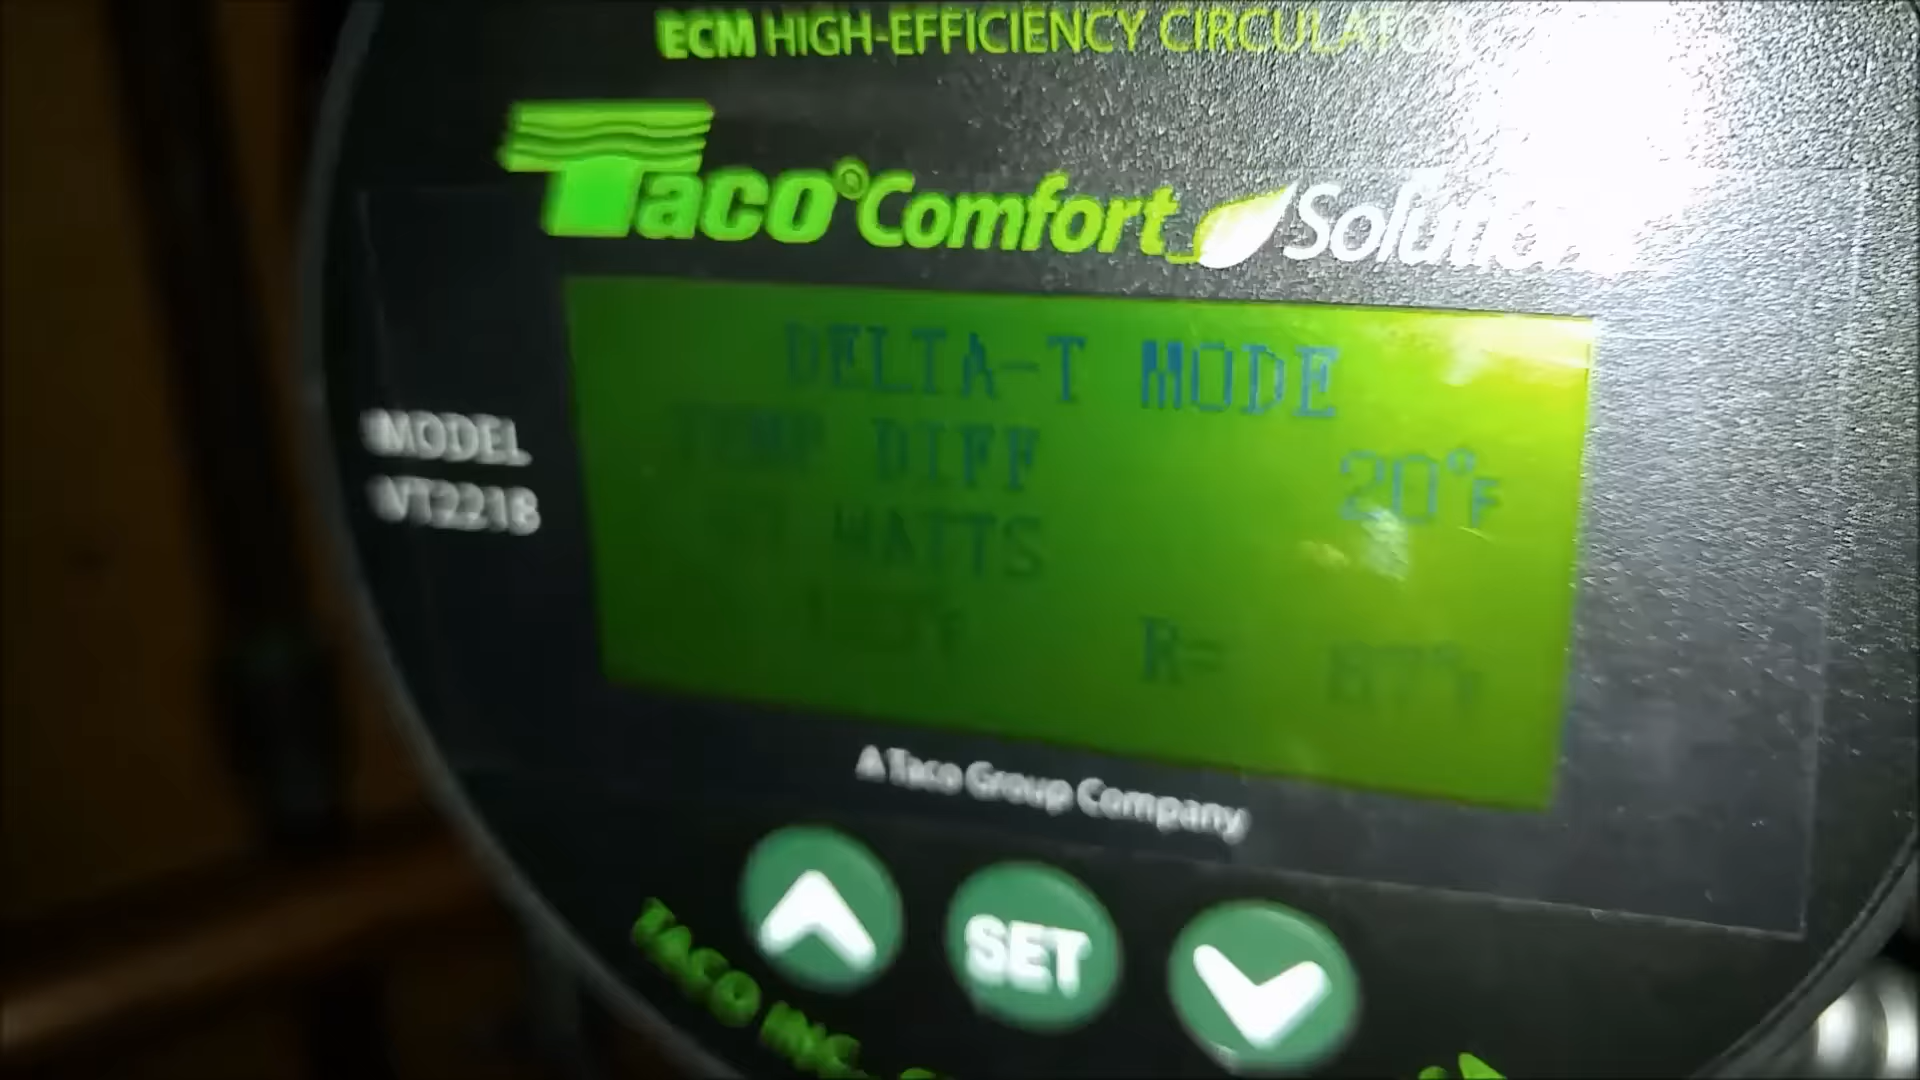 ECM HIGH-EFFICIENCY CIRCULATOR
Taco® Comfort Solutions
DELTA-T MODE
TEMP DIFF 20°F
WATTS
R= 87°F
MODEL
VT2218
A Taco Group Company
SET
TACO INC